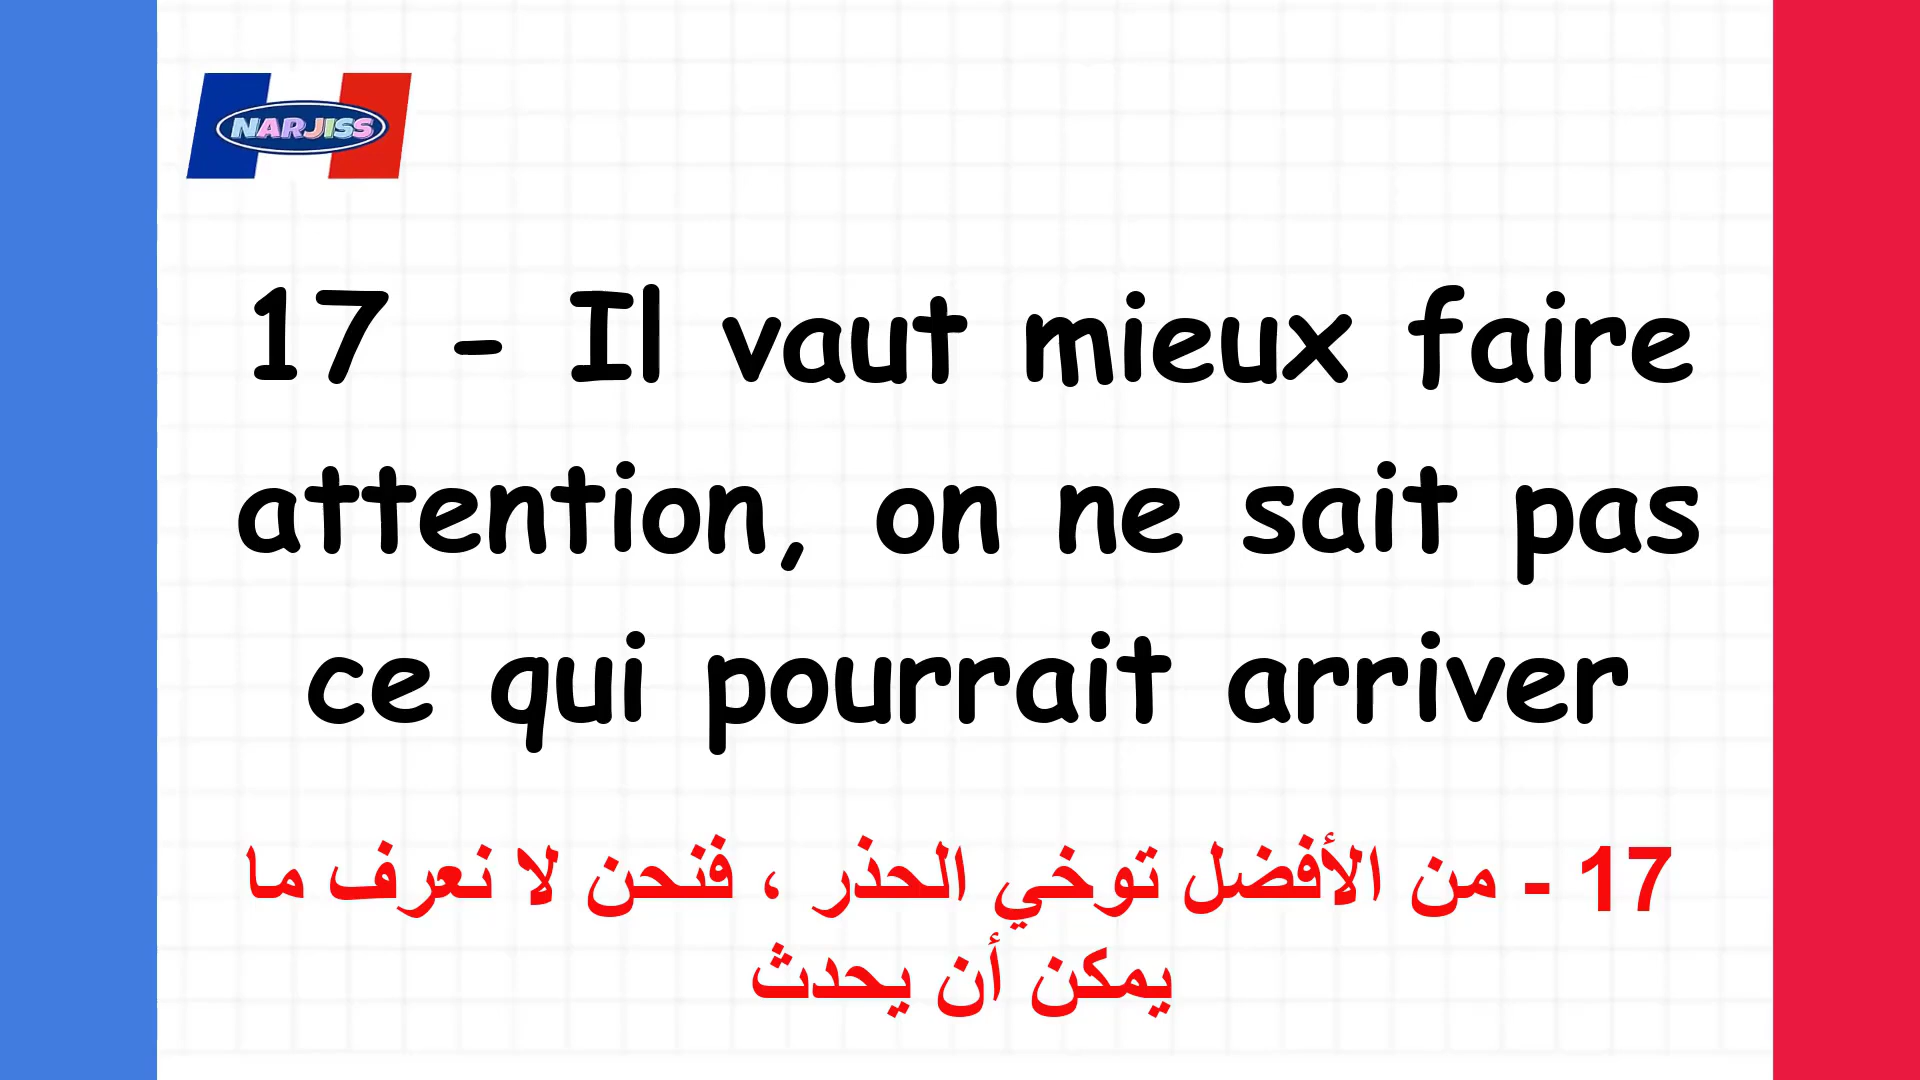 NARJISS
17 - Il vaut mieux faire
attention, on ne sait pas
ce qui pourrait arriver
17 - من الأفضل توخي الحذر ، فنحن لا نعرف ما
يمكن أن يحدث